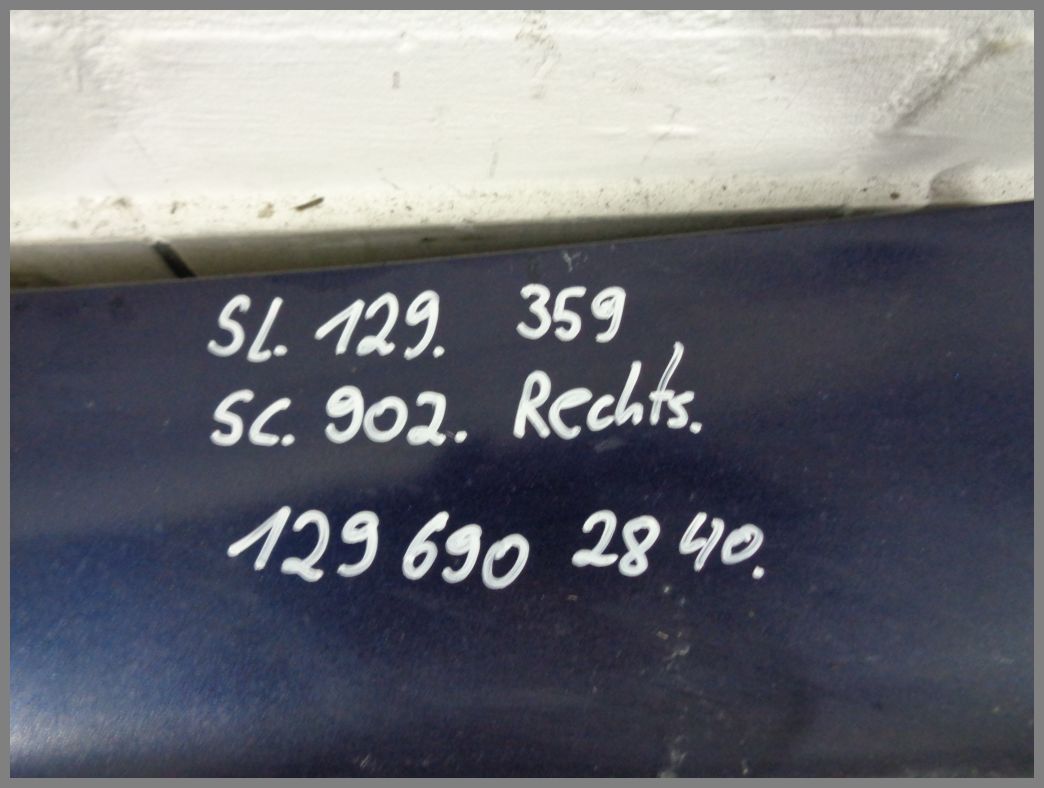 SL. 129. 359
SC. 902. Rechts.
129 690 28 40.